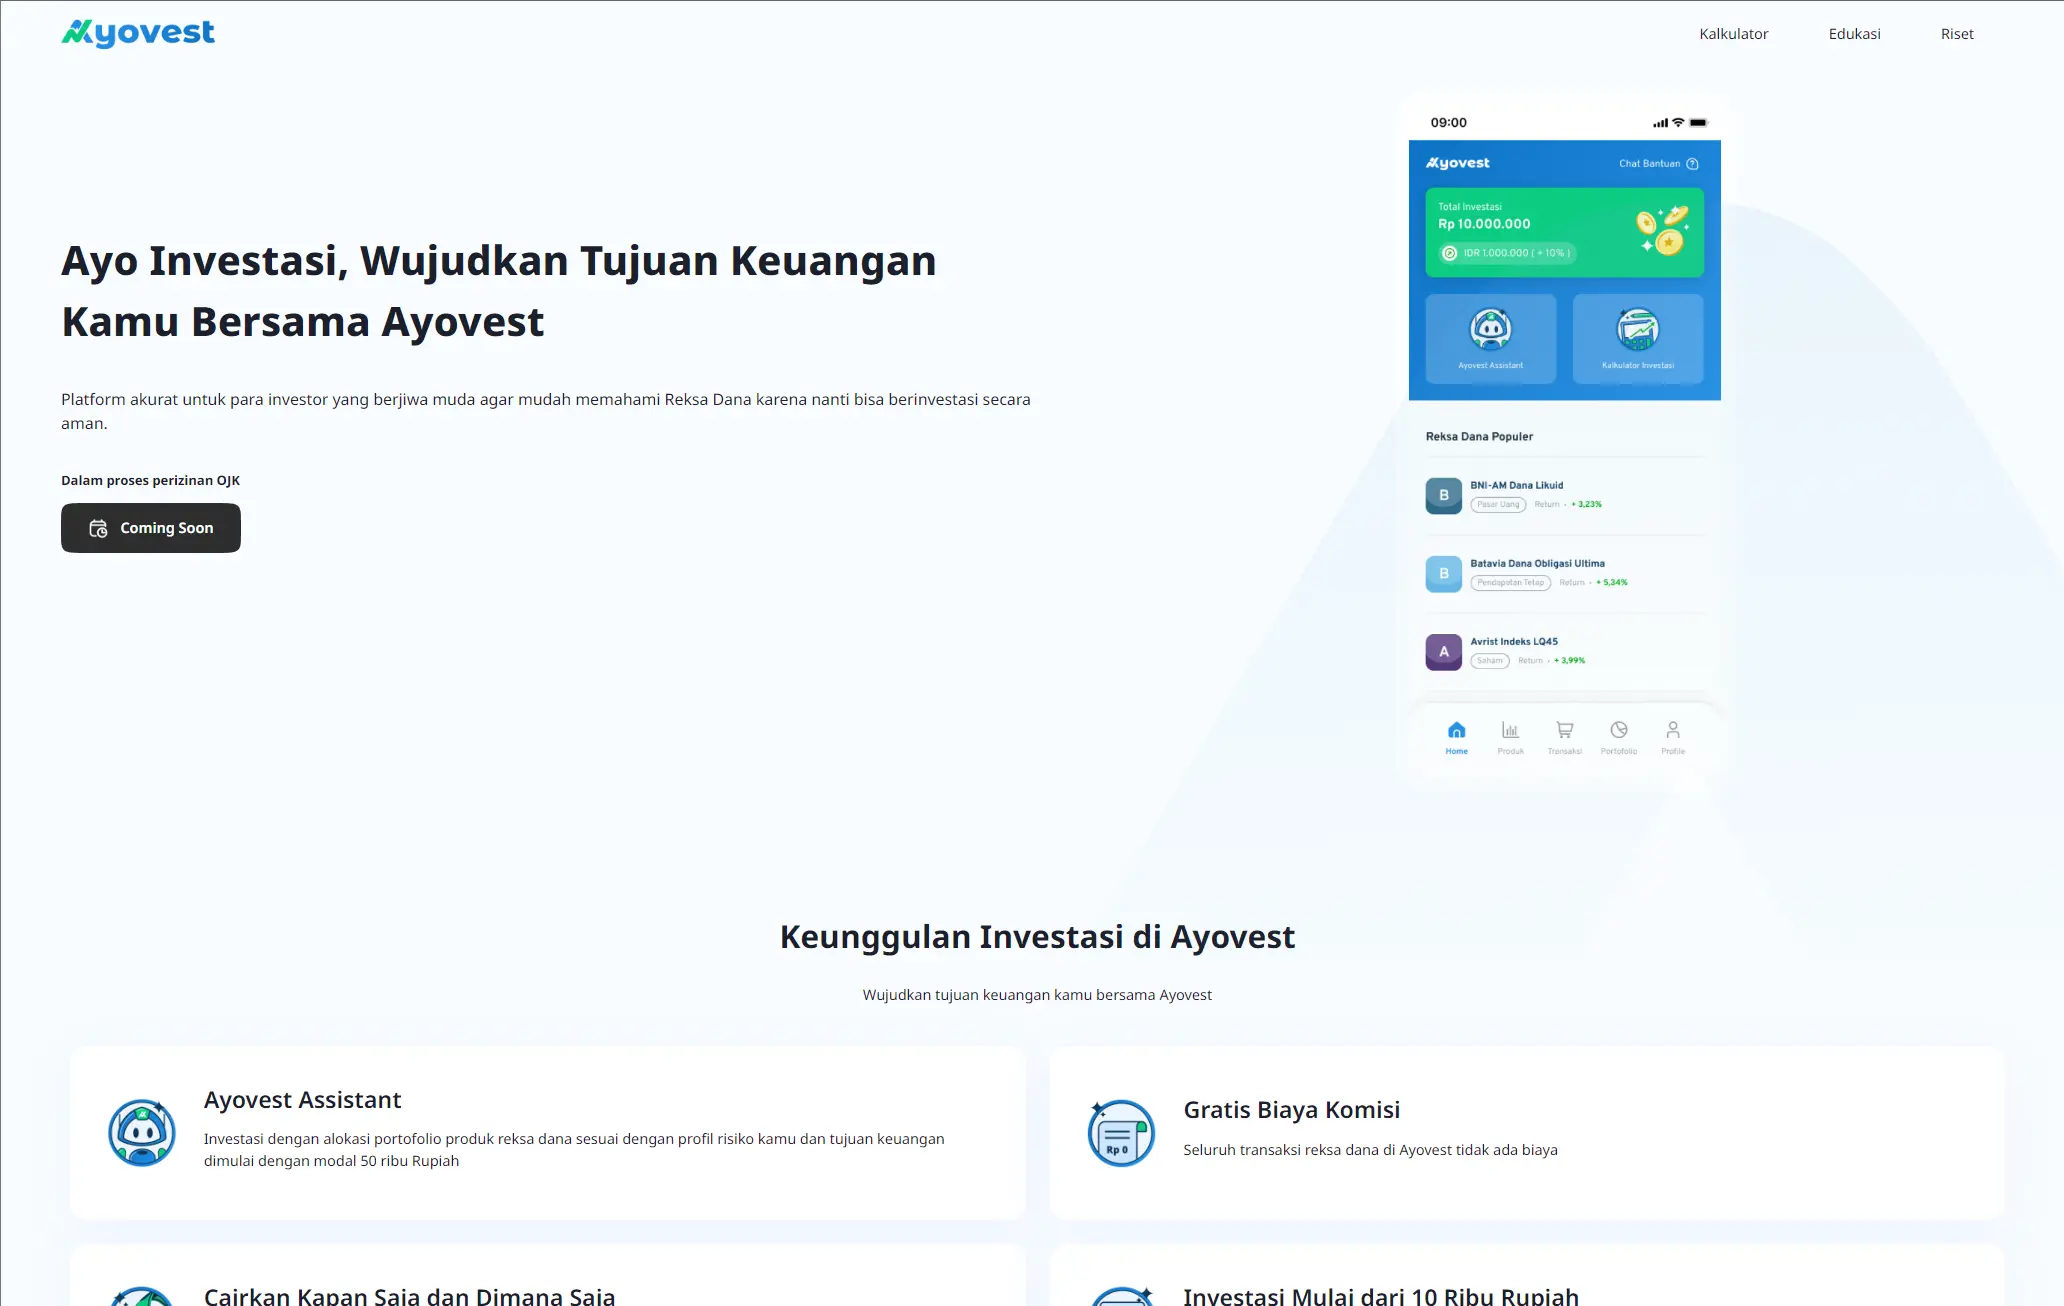 Ayovest
Kalkulator
Edukasi
Riset
Ayo Investasi, Wujudkan Tujuan Keuangan
Kamu Bersama Ayovest
Platform akurat untuk para investor yang berjiwa muda agar mudah memahami Reksa Dana karena nanti bisa berinvestasi secara
aman.
Dalam proses perizinan OJK
Coming Soon
09:00
Ayovest
Chat Bantuan
Total Investasi
Rp 10.000.000
IDR 1.000.000 ( + 10% )
Ayovest Assistant
Kalkulator Investasi
Reksa Dana Populer
B
BNI-AM Dana Likuid
Pasar Uang Return • + 3,23%
B
Batavia Dana Obligasi Ultima
Pendapatan Tetap Return • + 5,34%
A
Avrist Indeks LQ45
Saham Return • + 3,99%
Home
Produk
Transaksi
Portofolio
Profile
Keunggulan Investasi di Ayovest
Wujudkan tujuan keuangan kamu bersama Ayovest
Ayovest Assistant
Investasi dengan alokasi portofolio produk reksa dana sesuai dengan profil risiko kamu dan tujuan keuangan
dimulai dengan modal 50 ribu Rupiah
Rp 0
Gratis Biaya Komisi
Seluruh transaksi reksa dana di Ayovest tidak ada biaya
Cairkan Kapan Saja dan Dimana Saja
Investasi Mulai dari 10 Ribu Rupiah